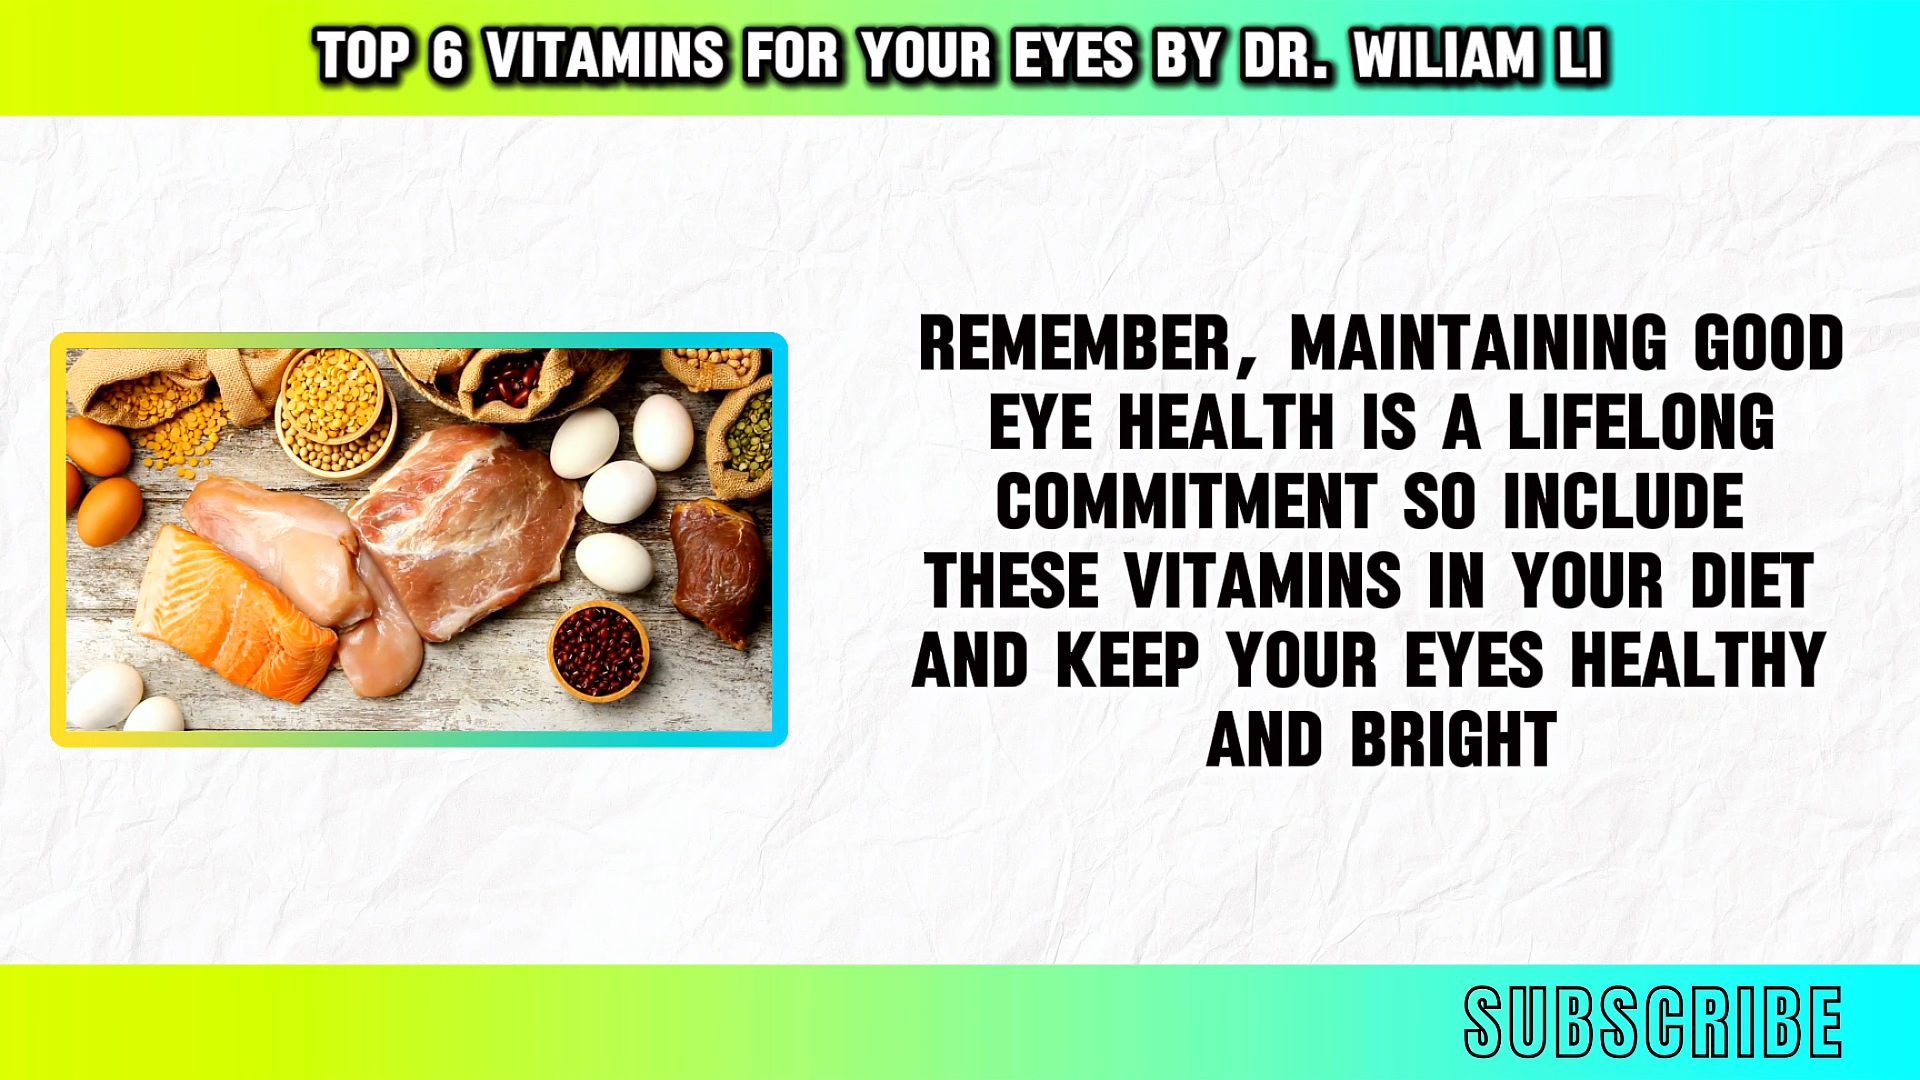 TOP 6 VITAMINS FOR YOUR EYES BY DR. WILIAM LI
REMEMBER, MAINTAINING GOOD
EYE HEALTH IS A LIFELONG
COMMITMENT SO INCLUDE
THESE VITAMINS IN YOUR DIET
AND KEEP YOUR EYES HEALTHY
AND BRIGHT
SUBSCRIBE